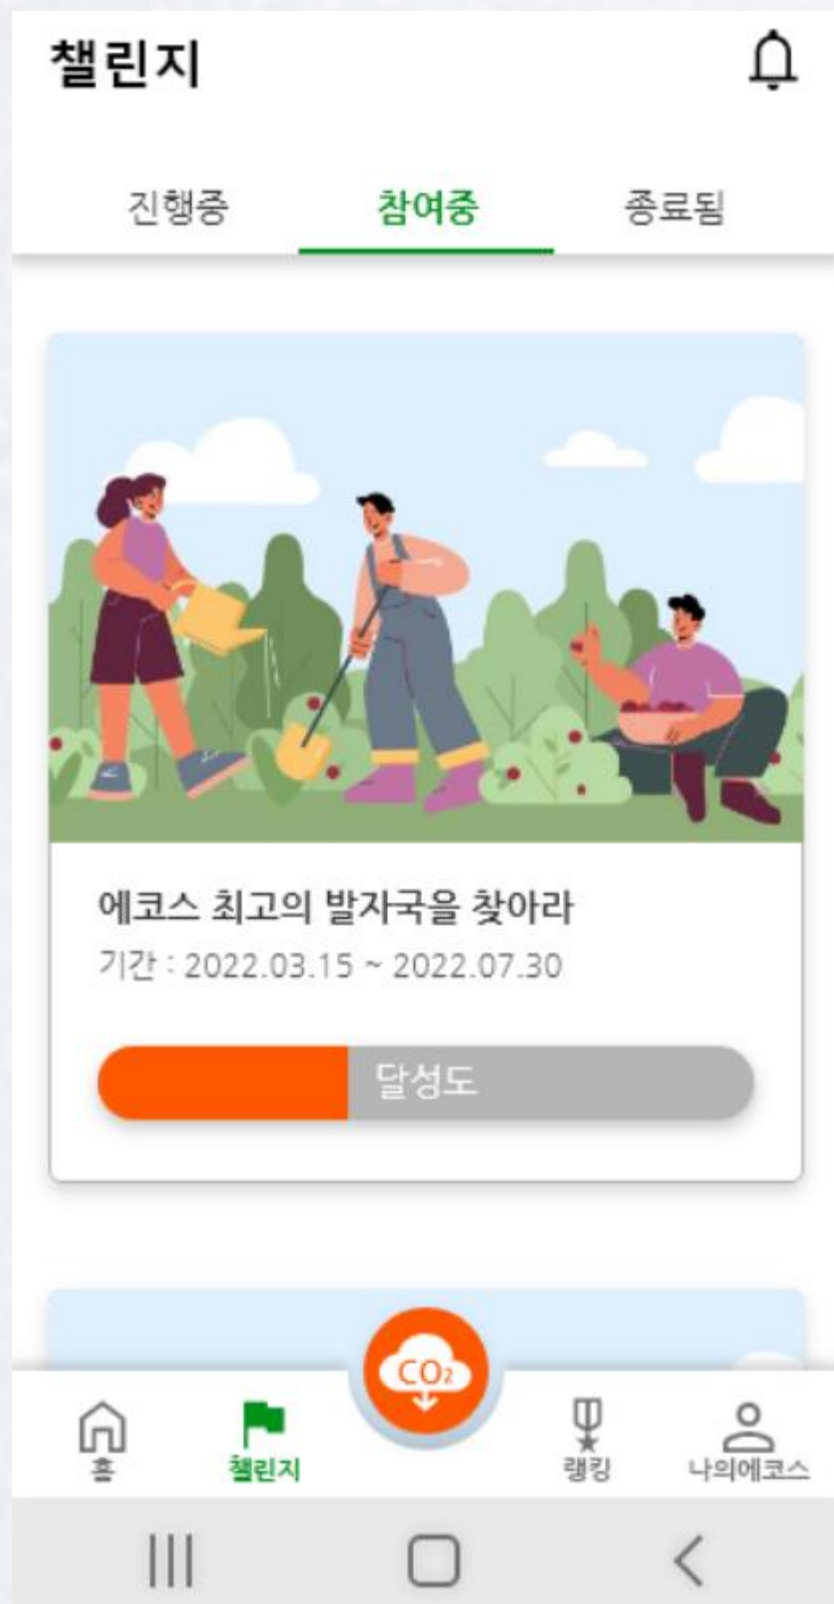 챌린지
진행중 참여중 종료됨
에코스 최고의 발자국을 찾아라
기간 : 2022.03.15 ~ 2022.07.30
달성도
CO₂
홈 챌린지 랭킹 나의에코스